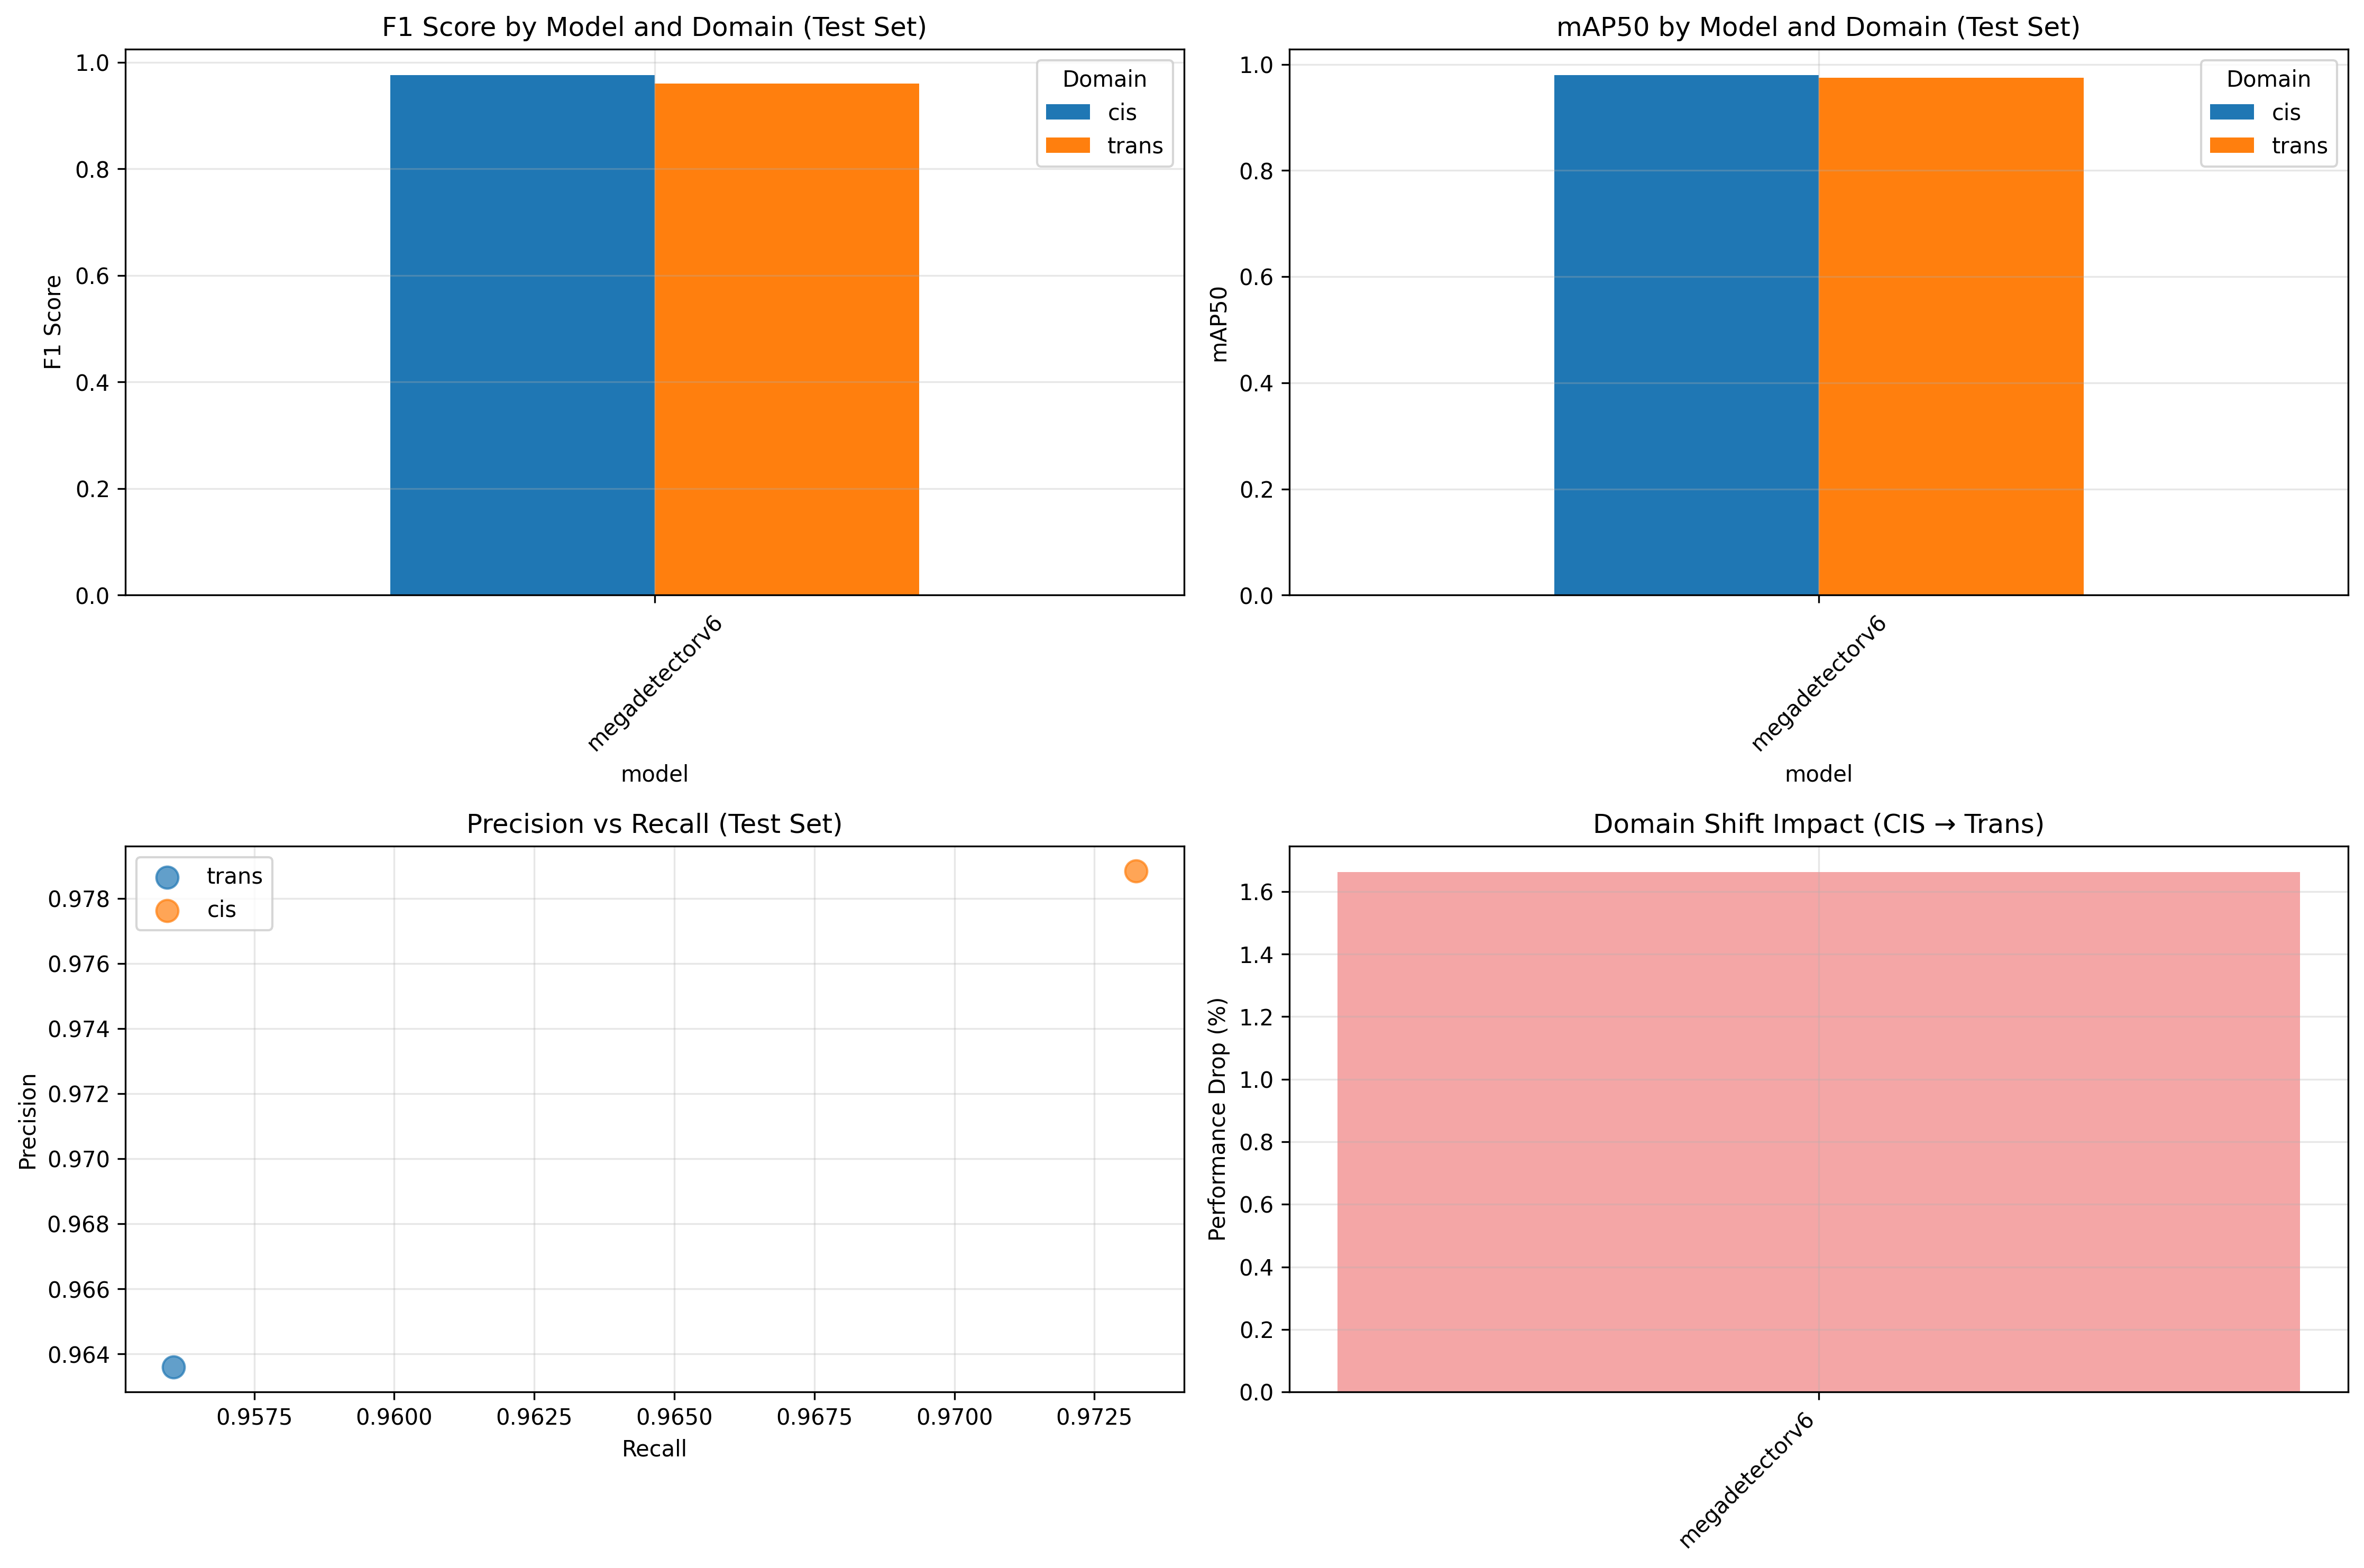 F1 Score by Model and Domain (Test Set)
1.0
0.8
0.6
0.4
0.2
0.0
F1 Score
Domain
cis
trans
megadetectorv6
model
mAP50 by Model and Domain (Test Set)
1.0
0.8
0.6
0.4
0.2
0.0
mAP50
Domain
cis
trans
megadetectorv6
model
Precision vs Recall (Test Set)
trans
cis
0.978
0.976
0.974
0.972
0.970
0.968
0.966
0.964
Precision
0.9575 0.9600 0.9625 0.9650 0.9675 0.9700 0.9725
Recall
Domain Shift Impact (CIS → Trans)
1.6
1.4
1.2
1.0
0.8
0.6
0.4
0.2
0.0
Performance Drop (%)
megadetectorv6